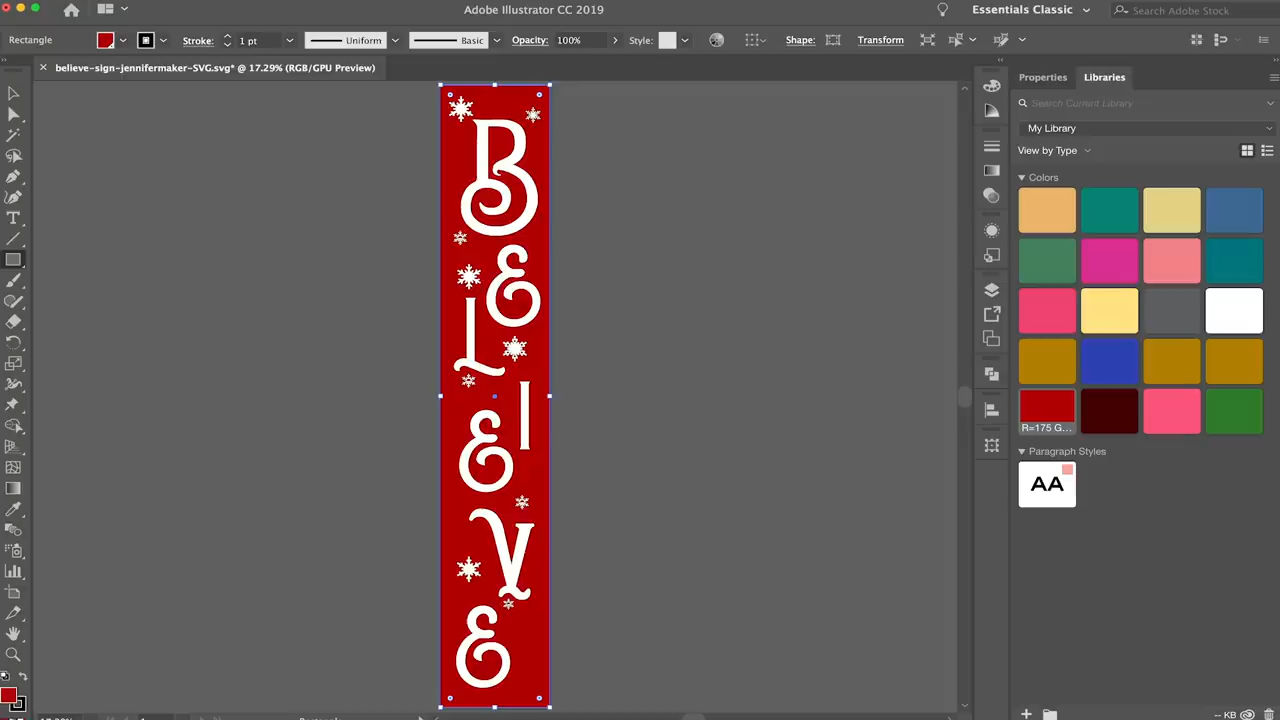 Adobe Illustrator CC 2019
Essentials Classic
Search Adobe Stock
Rectangle
Stroke:
1 pt
Uniform
Basic
Opacity:
100%
Style:
Shape:
Transform
× believe-sign-jennifermaker-SVG.svg* @ 17.29% (RGB/GPU Preview)
Properties
Libraries
Search Current Library
My Library
View by Type
Colors
R=175 G...
Paragraph Styles
AA
B
E
L
I
E
V
E
-- KB